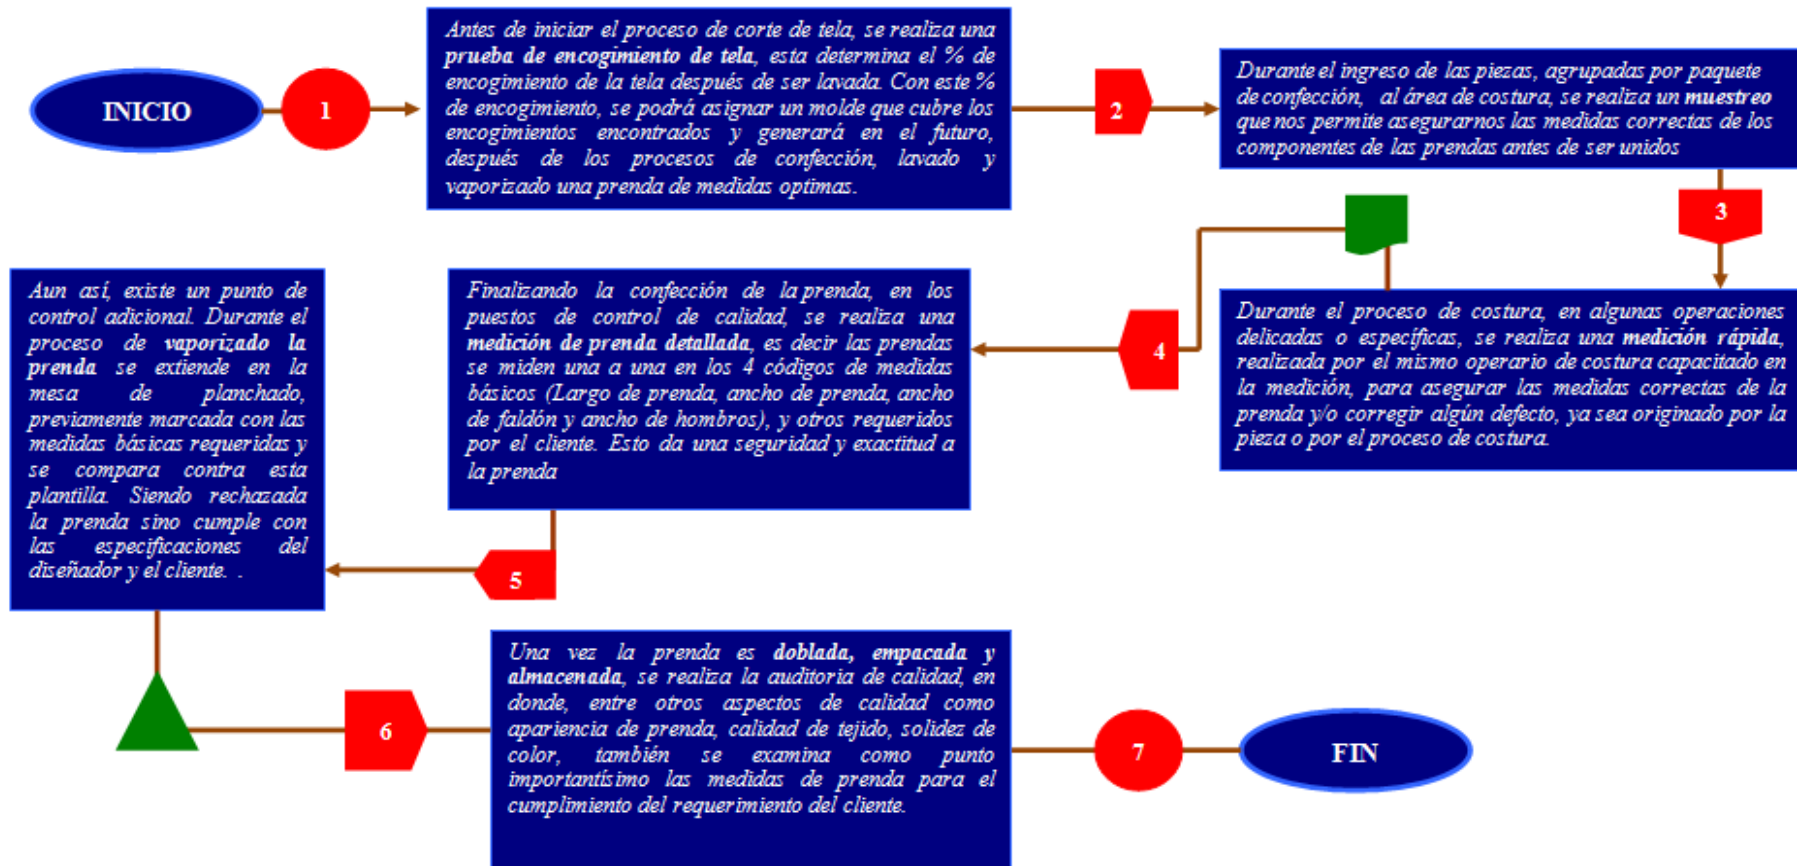 INICIO
1
Antes de iniciar el proceso de corte de tela, se realiza una
prueba de encogimiento de tela, esta determina el % de
encogimiento de la tela después de ser lavada. Con este %
de encogimiento, se podrá asignar un molde que cubre los
encogimientos encontrados y generará en el futuro,
después de los procesos de confección, lavado y
vaporizado una prenda de medidas optimas.
2
Durante el ingreso de las piezas, agrupadas por paquete
de confección, al área de costura, se realiza un muestreo
que nos permite asegurarnos las medidas correctas de los
componentes de las prendas antes de ser unidos
3
Durante el proceso de costura, en algunas operaciones
delicadas o específicas, se realiza una medición rápida,
realizada por el mismo operario de costura capacitado en
la medición, para asegurar las medidas correctas de la
prenda y/o corregir algún defecto, ya sea originado por la
pieza o por el proceso de costura.
4
Finalizando la confección de la prenda, en los
puestos de control de calidad, se realiza una
medición de prenda detallada, es decir las prendas
se miden una a una en los 4 códigos de medidas
básicos (Largo de prenda, ancho de prenda, ancho
de faldón y ancho de hombros), y otros requeridos
por el cliente. Esto da una seguridad y exactitud a
la prenda
5
Aun así, existe un punto de
control adicional. Durante el
proceso de vaporizado la
prenda se extiende en la
mesa de planchado,
previamente marcada con las
medidas básicas requeridas y
se compara contra esta
plantilla. Siendo rechazada
la prenda sino cumple con
las especificaciones del
diseñador y el cliente. .
6
Una vez la prenda es doblada, empacada y
almacenada, se realiza la auditoria de calidad, en
donde, entre otros aspectos de calidad como
apariencia de prenda, calidad de tejido, solidez de
color, también se examina como punto
importantísimo las medidas de prenda para el
cumplimiento del requerimiento del cliente.
7
FIN